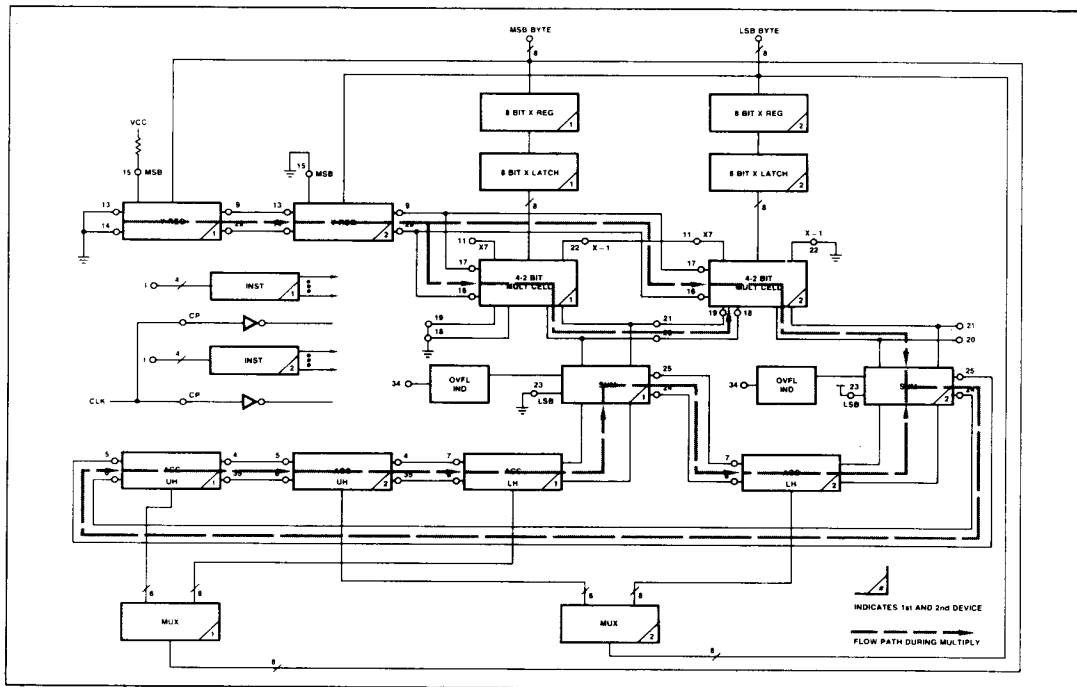 MSB BYTE LSB BYTE
8 8
8 BIT X REG 1 8 BIT X REG 2
VCC
15 MSB 15 MSB
8 BIT X LATCH 1 8 BIT X LATCH 2
13 9 13 9
14 Y-REG 1 Y-REG 2
8 8
11 X7 22 X-1 11 X7 X-1 22
17 4-2 BIT MULT CELL 1 17 4-2 BIT MULT CELL 2
16 16
I 4 INST 1
19 21 19 18 21
18 20 20
CP
I 4 INST 2
34 OVFL IND 23 LSB SUM 1 25 24
34 OVFL IND 23 LSB SUM 2 25 24
CLK CP
5 ACC UH 1 4 35
5 ACC UH 2 4 35
7 ACC LH 1
7 ACC LH 2
8 8 8
MUX 1 MUX 2
8 8
#
INDICATES 1st AND 2nd DEVICE
FLOW PATH DURING MULTIPLY